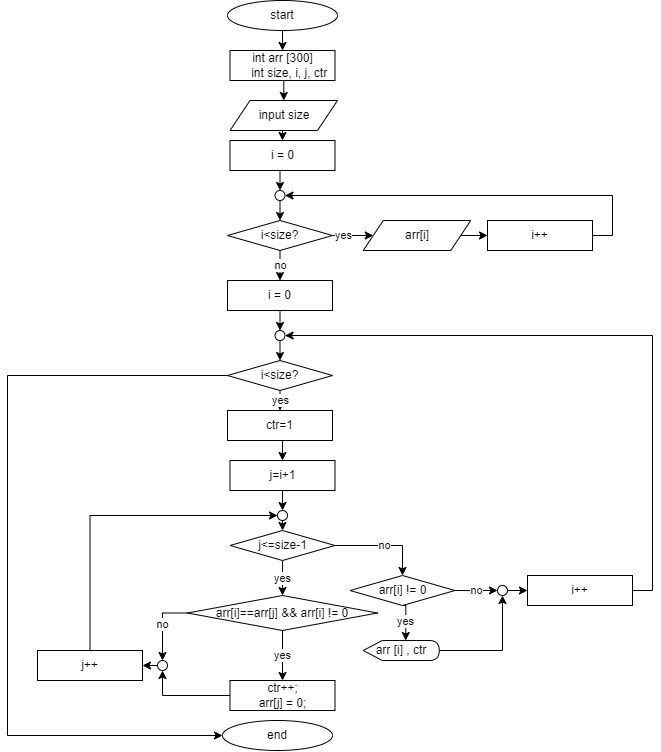 start
int arr [300]
int size, i, j, ctr
input size
i = 0
i<size?
yes
arr[i]
i++
no
i = 0
i<size?
yes
ctr=1
j=i+1
j<=size-1
no
yes
arr[i] != 0
no
i++
yes
arr[i]==arr[j] && arr[i] != 0
no
arr [i] , ctr
yes
j++
ctr++;
arr[j] = 0;
end